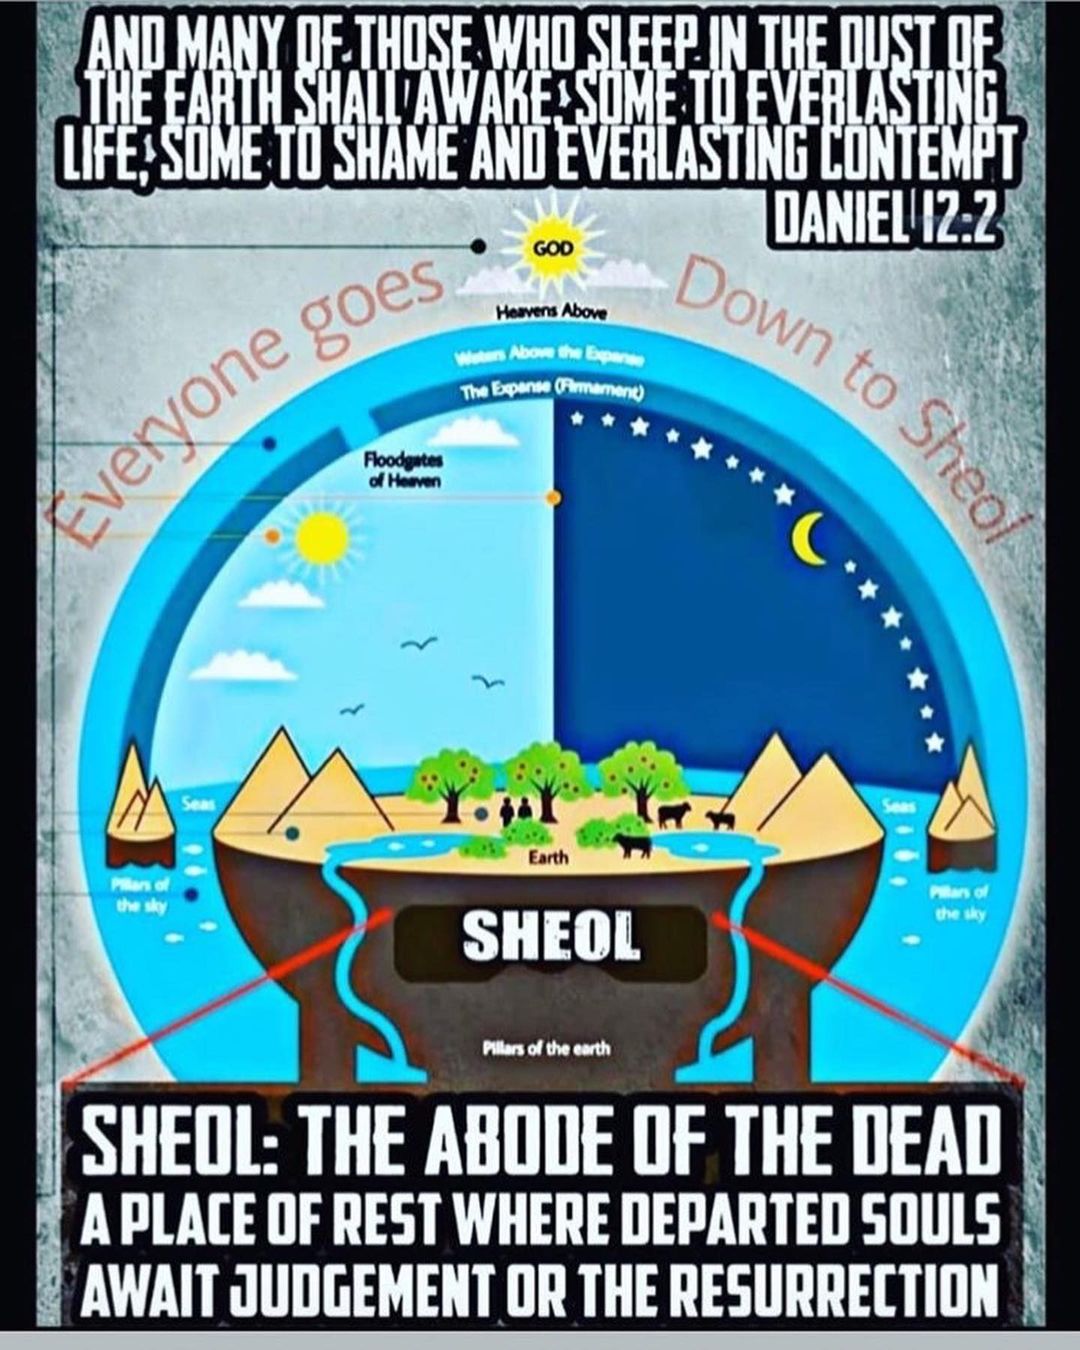 AND MANY OF THOSE WHO SLEEP IN THE DUST OF
THE EARTH SHALL AWAKE, SOME TO EVERLASTING
LIFE, SOME TO SHAME AND EVERLASTING CONTEMPT
DANIEL 12:2
GOD
Everyone goes Down to Sheol
Heavens Above
Waters Above the Expanse
The Expanse (Firmament)
Floodgates
of Heaven
Seas
Seas
Earth
Pillars of
the sky
Pillars of
the sky
SHEOL
Pillars of the earth
SHEOL: THE ABODE OF THE DEAD
A PLACE OF REST WHERE DEPARTED SOULS
AWAIT JUDGEMENT OR THE RESURRECTION